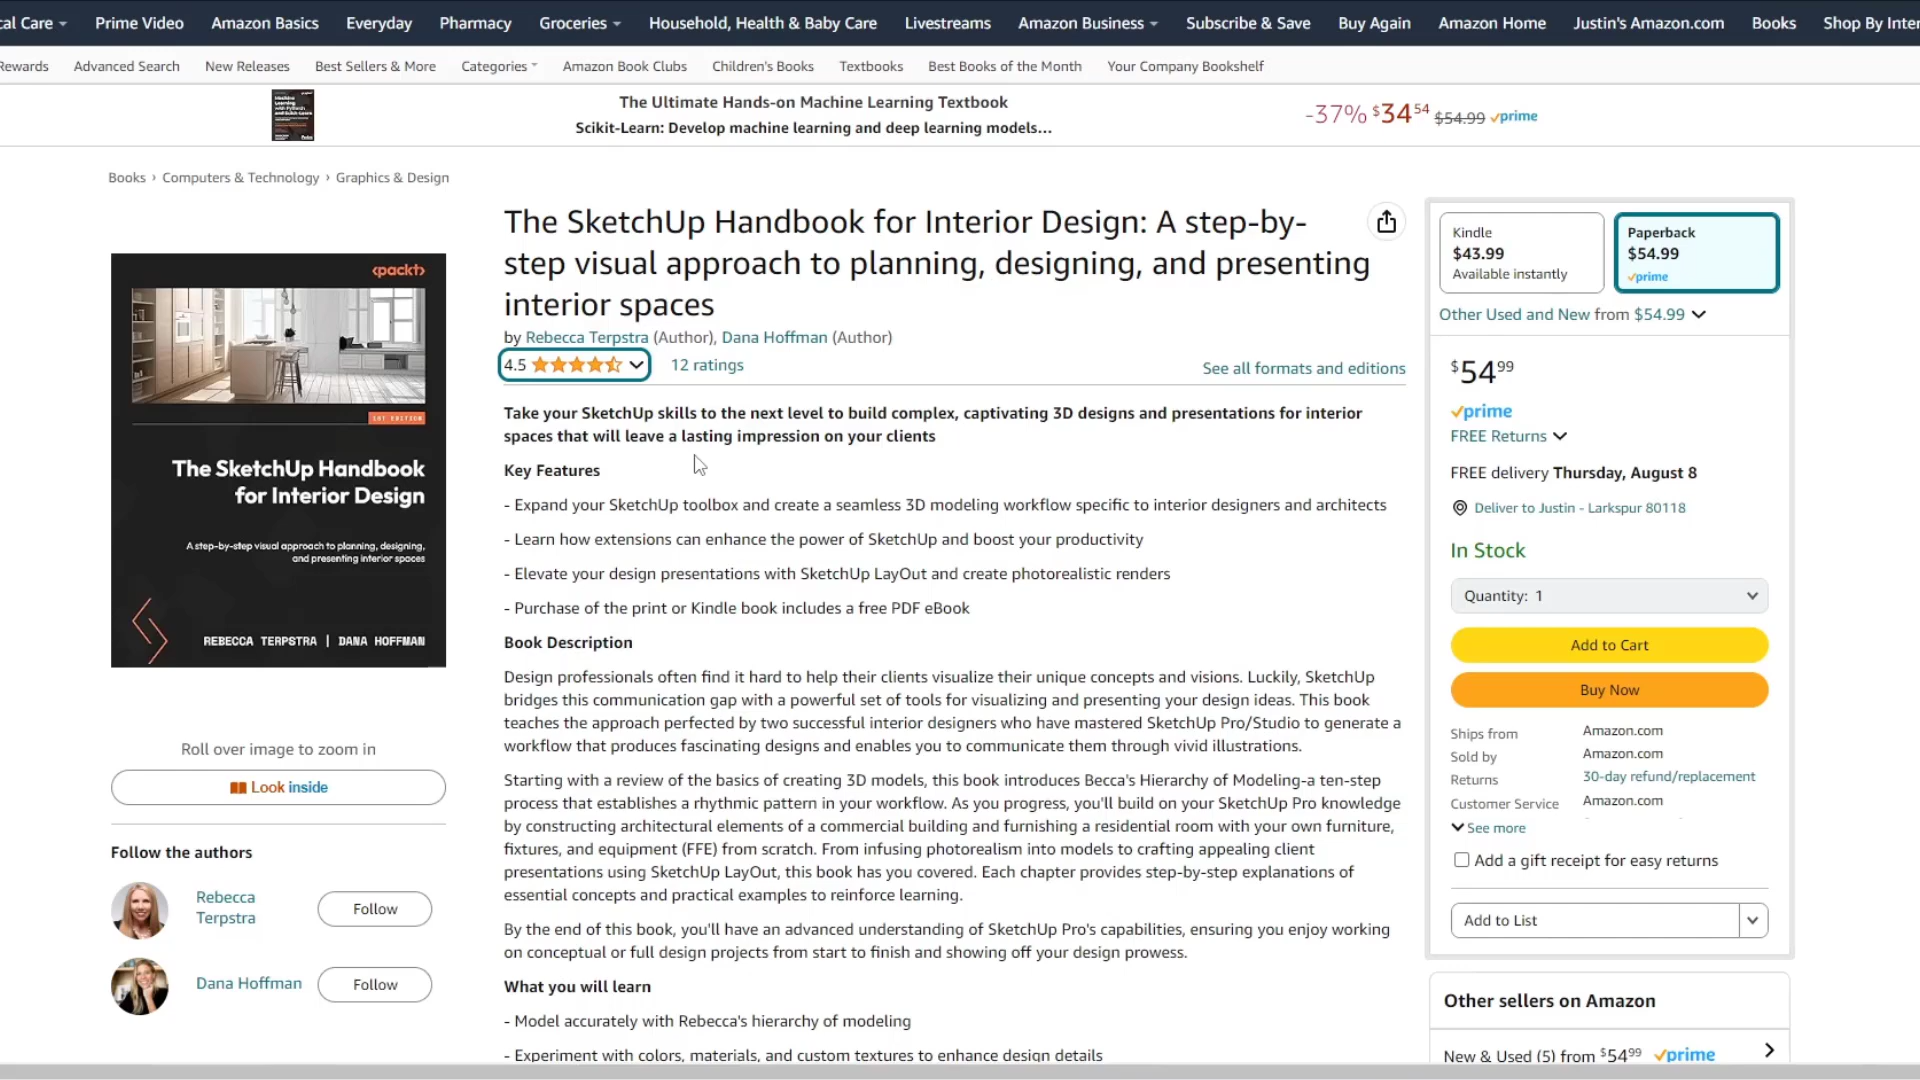 cal Care
Prime Video
Amazon Basics
Everyday
Pharmacy
Groceries
Household, Health & Baby Care
Livestreams
Amazon Business
Subscribe & Save
Buy Again
Amazon Home
Justin's Amazon.com
Books
Shop By Inter
Rewards
Advanced Search
New Releases
Best Sellers & More
Categories
Amazon Book Clubs
Children's Books
Textbooks
Best Books of the Month
Your Company Bookshelf
The Ultimate Hands-on Machine Learning Textbook
Scikit-Learn: Develop machine learning and deep learning models...
-37% $34 54 $54.99 prime
Books › Computers & Technology › Graphics & Design
<packt>
1ST EDITION
The SketchUp Handbook
for Interior Design
A step-by-step visual approach to planning, designing,
and presenting interior spaces
REBECCA TERPSTRA | DANA HOFFMAN
Roll over image to zoom in
Look inside
Follow the authors
Rebecca
Terpstra
Follow
Dana Hoffman
Follow
The SketchUp Handbook for Interior Design: A step-by-
step visual approach to planning, designing, and presenting
interior spaces
by Rebecca Terpstra (Author), Dana Hoffman (Author)
4.5
12 ratings
See all formats and editions
Take your SketchUp skills to the next level to build complex, captivating 3D designs and presentations for interior
spaces that will leave a lasting impression on your clients
Key Features
- Expand your SketchUp toolbox and create a seamless 3D modeling workflow specific to interior designers and architects
- Learn how extensions can enhance the power of SketchUp and boost your productivity
- Elevate your design presentations with SketchUp LayOut and create photorealistic renders
- Purchase of the print or Kindle book includes a free PDF eBook
Book Description
Design professionals often find it hard to help their clients visualize their unique concepts and visions. Luckily, SketchUp
bridges this communication gap with a powerful set of tools for visualizing and presenting your design ideas. This book
teaches the approach perfected by two successful interior designers who have mastered SketchUp Pro/Studio to generate a
workflow that produces fascinating designs and enables you to communicate them through vivid illustrations.
Starting with a review of the basics of creating 3D models, this book introduces Becca's Hierarchy of Modeling-a ten-step
process that establishes a rhythmic pattern in your workflow. As you progress, you'll build on your SketchUp Pro knowledge
by constructing architectural elements of a commercial building and furnishing a residential room with your own furniture,
fixtures, and equipment (FFE) from scratch. From infusing photorealism into models to crafting appealing client
presentations using SketchUp LayOut, this book has you covered. Each chapter provides step-by-step explanations of
essential concepts and practical examples to reinforce learning.
By the end of this book, you'll have an advanced understanding of SketchUp Pro's capabilities, ensuring you enjoy working
on conceptual or full design projects from start to finish and showing off your design prowess.
What you will learn
- Model accurately with Rebecca's hierarchy of modeling
- Experiment with colors, materials, and custom textures to enhance design details
Kindle
$43.99
Available instantly
Paperback
$54.99
prime
Other Used and New from $54.99
$54 99
prime
FREE Returns
FREE delivery Thursday, August 8
Deliver to Justin - Larkspur 80118
In Stock
Quantity: 1
Add to Cart
Buy Now
Ships from Amazon.com
Sold by Amazon.com
Returns 30-day refund/replacement
Customer Service Amazon.com
See more
Add a gift receipt for easy returns
Add to List
Other sellers on Amazon
New & Used (5) from $54 99 prime